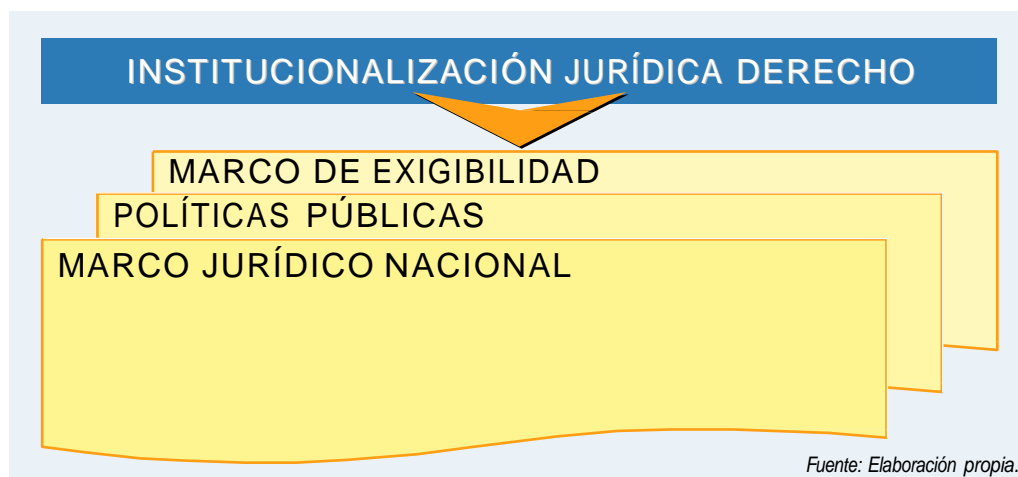 INSTITUCIONALIZACIÓN JURÍDICA DERECHO
MARCO DE EXIGIBILIDAD
POLÍTICAS PÚBLICAS
MARCO JURÍDICO NACIONAL
Fuente: Elaboración propia.